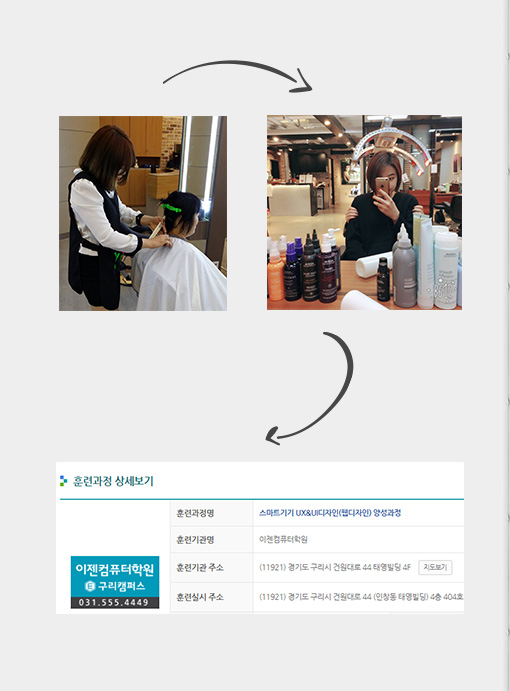 훈련과정 상세보기
훈련과정명 스마트기기 UX&UI디자인(웹디자인) 양성과정
훈련기관명 이젠컴퓨터학원
훈련기관 주소 (11921) 경기도 구리시 건원대로 44 태영빌딩 4F 지도보기
훈련실시 주소 (11921) 경기도 구리시 건원대로 44 (인창동 태영빌딩) 4층 404호
이젠컴퓨터학원
E 구리캠퍼스
031.555.4449